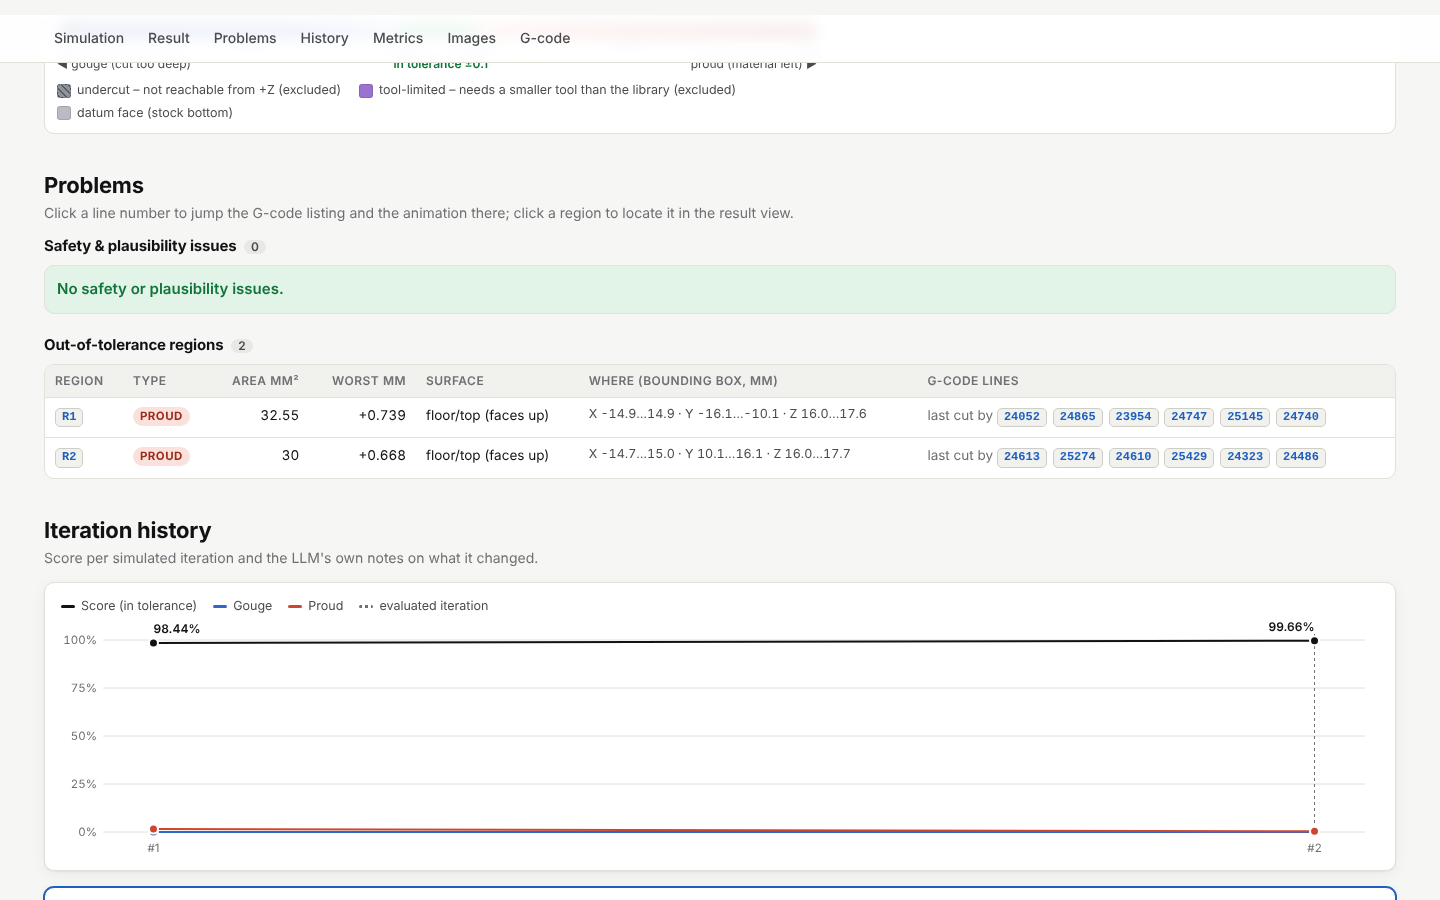 Simulation Result Problems History Metrics Images G-code
◀ gouge (cut too deep) in tolerance ±0.1 proud (material left) ▶
undercut – not reachable from +Z (excluded) tool-limited – needs a smaller tool than the library (excluded)
datum face (stock bottom)
Problems
Click a line number to jump the G-code listing and the animation there; click a region to locate it in the result view.
Safety & plausibility issues 0
No safety or plausibility issues.
Out-of-tolerance regions 2
REGION TYPE AREA MM² WORST MM SURFACE WHERE (BOUNDING BOX, MM) G-CODE LINES
R1 PROUD 32.55 +0.739 floor/top (faces up) X -14.9…14.9 · Y -16.1…-10.1 · Z 16.0…17.6 last cut by 24052 24865 23954 24747 25145 24740
R2 PROUD 30 +0.668 floor/top (faces up) X -14.7…15.0 · Y 10.1…16.1 · Z 16.0…17.7 last cut by 24613 25274 24610 25429 24323 24486
Iteration history
Score per simulated iteration and the LLM's own notes on what it changed.
Score (in tolerance) Gouge Proud evaluated iteration
98.44% 99.66%
100%
75%
50%
25%
0%
#1 #2